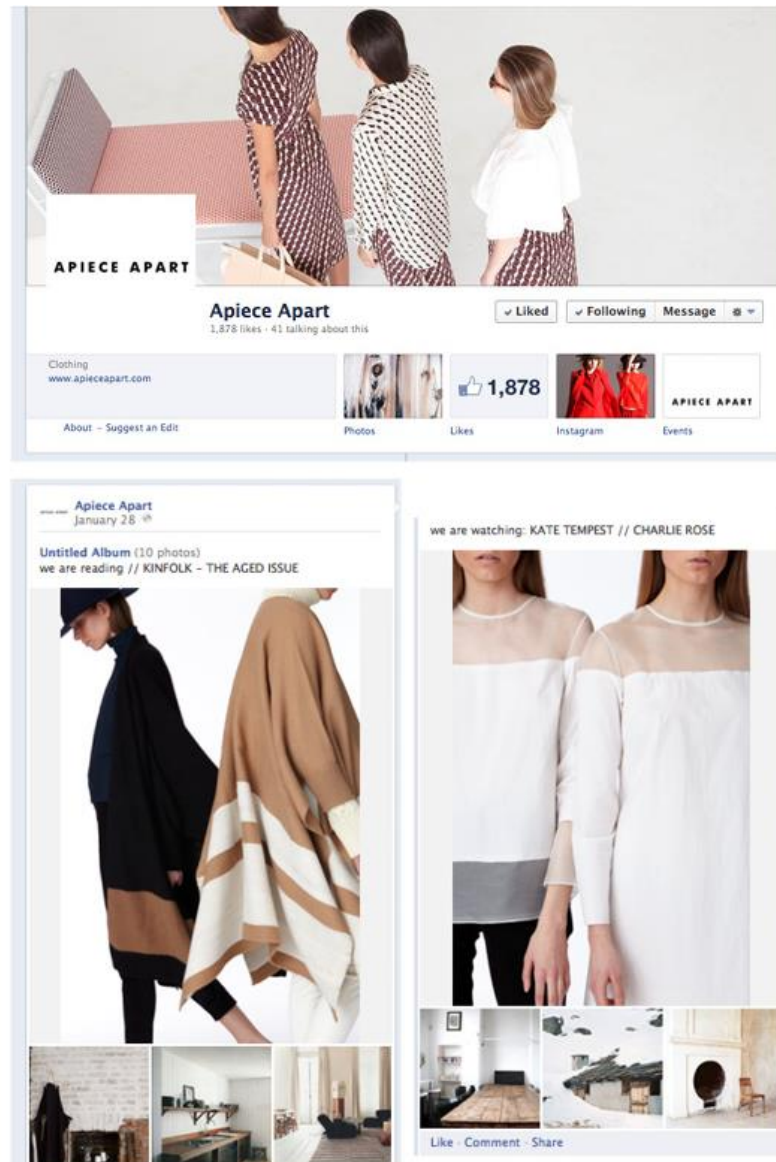 APIECE APART
Apiece Apart
1,878 likes · 41 talking about this
✓ Liked
✓ Following
Message
Clothing
www.apieceapart.com
About – Suggest an Edit
Photos
1,878
Likes
Instagram
APIECE APART
Events
Apiece Apart
January 28
Untitled Album (10 photos)
we are reading // KINFOLK – THE AGED ISSUE
we are watching: KATE TEMPEST // CHARLIE ROSE
Like · Comment · Share